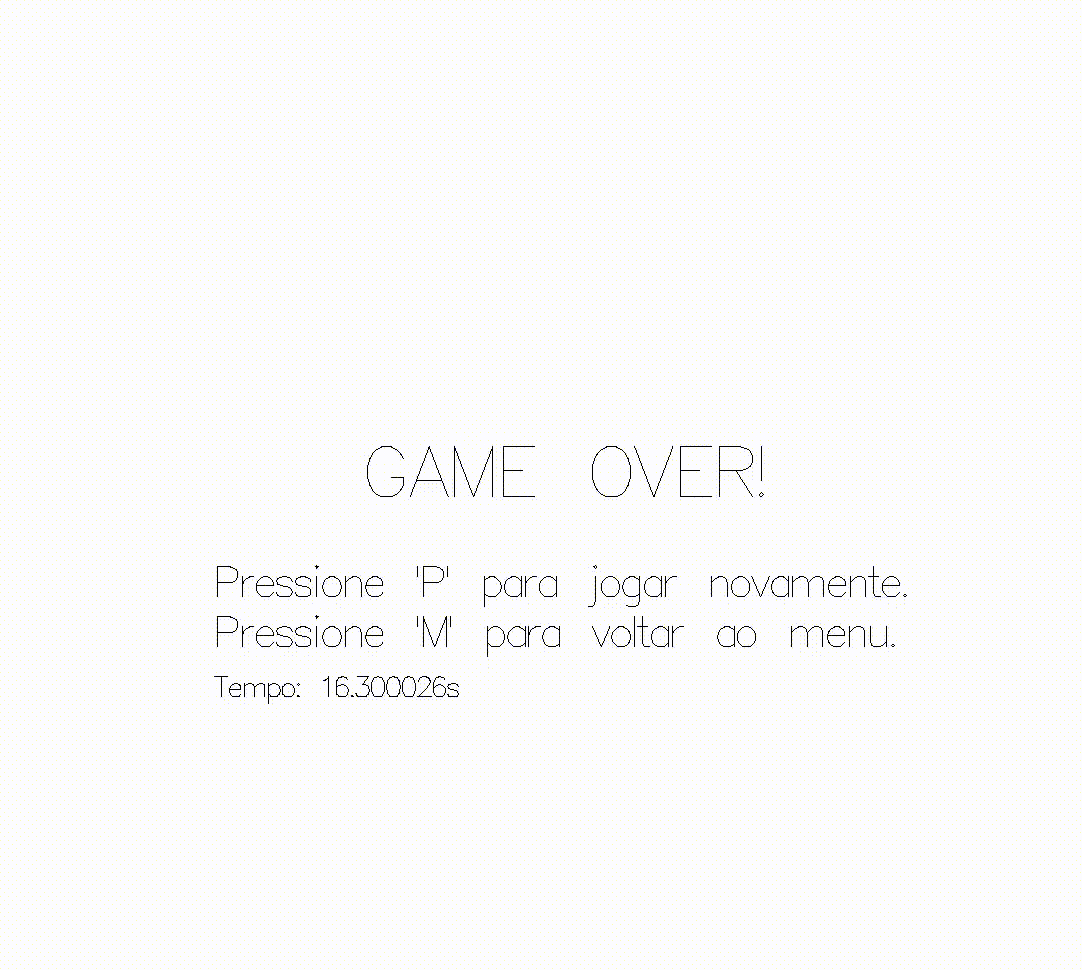 GAME OVER!
Pressione 'P' para jogar novamente.
Pressione 'M' para voltar ao menu.
Tempo: 16.300026s